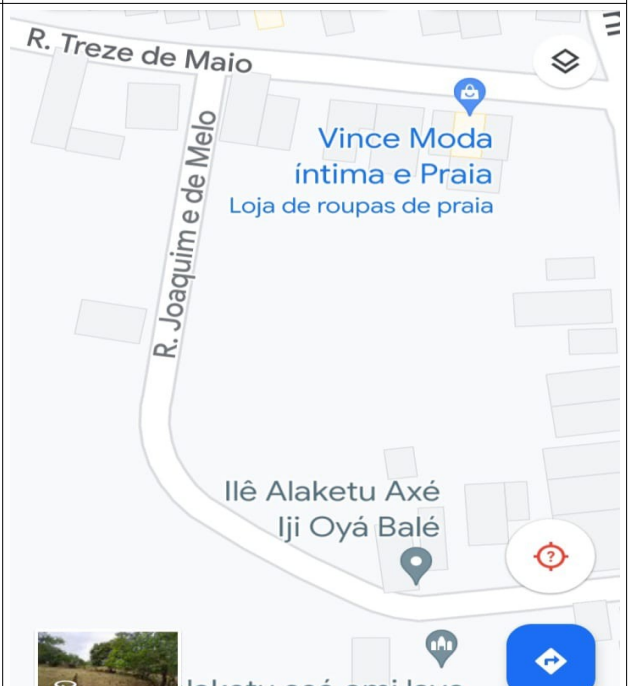 R. Treze de Maio
R. Joaquim e de Melo
Vince Moda
íntima e Praia
Loja de roupas de praia
Ilê Alaketu Axé
Iji Oyá Balé
?